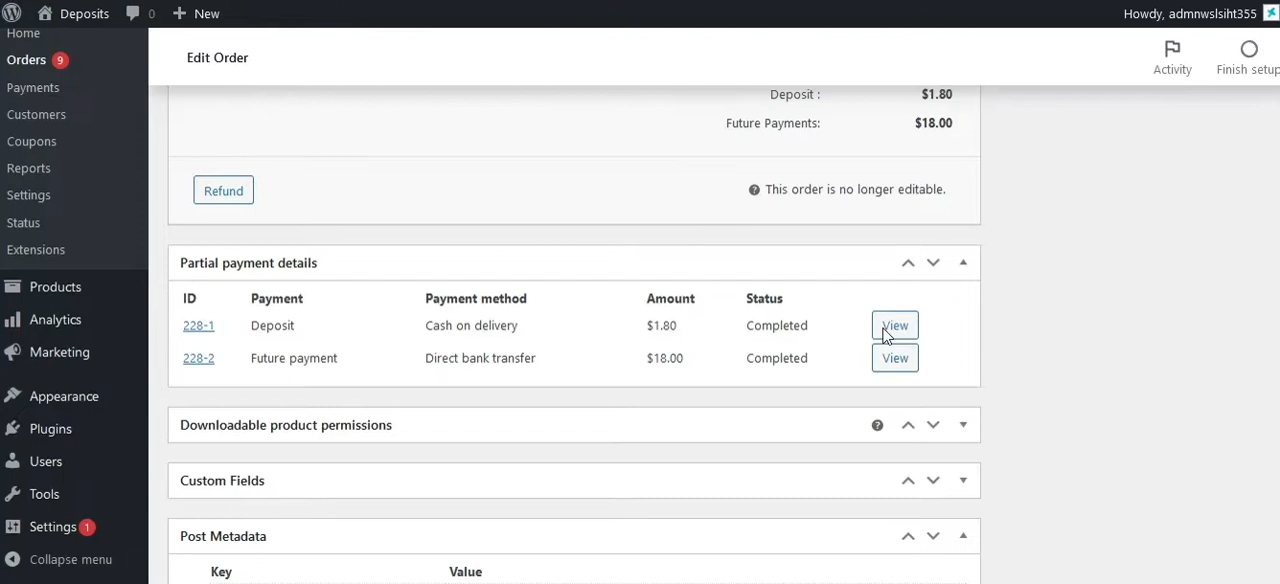 Deposits 0 New Howdy, admnwslsiht355
Home
Orders 9
Payments
Customers
Coupons
Reports
Settings
Status
Extensions
Products
Analytics
Marketing
Appearance
Plugins
Users
Tools
Settings 1
Collapse menu
Edit Order
Activity
Finish setup
Deposit : $1.80
Future Payments: $18.00
Refund
This order is no longer editable.
Partial payment details
ID Payment Payment method Amount Status
228-1 Deposit Cash on delivery $1.80 Completed View
228-2 Future payment Direct bank transfer $18.00 Completed View
Downloadable product permissions
Custom Fields
Post Metadata
Key Value